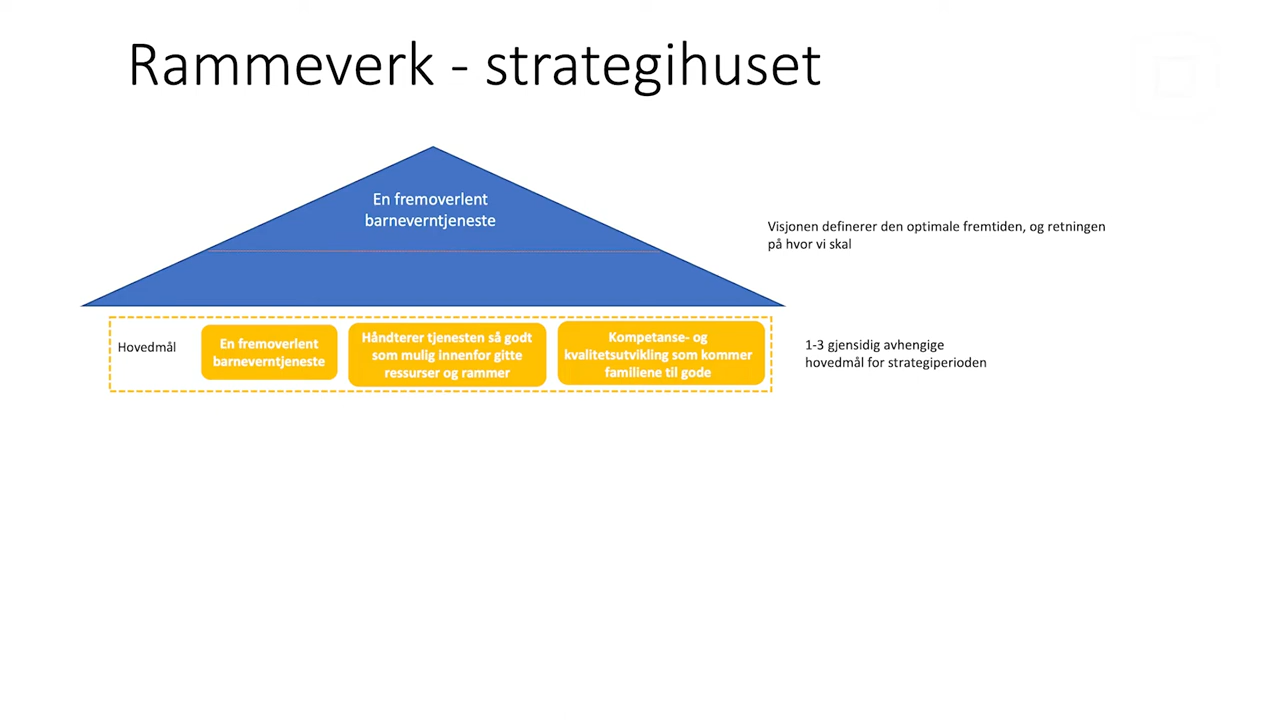 Rammeverk - strategihuset
En fremoverlent
barneverntjeneste
Visjonen definerer den optimale fremtiden, og retningen
på hvor vi skal
Hovedmål
En fremoverlent
barneverntjeneste
Håndterer tjenesten så godt
som mulig innenfor gitte
ressurser og rammer
Kompetanse- og
kvalitetsutvikling som kommer
familiene til gode
1-3 gjensidig avhengige
hovedmål for strategiperioden